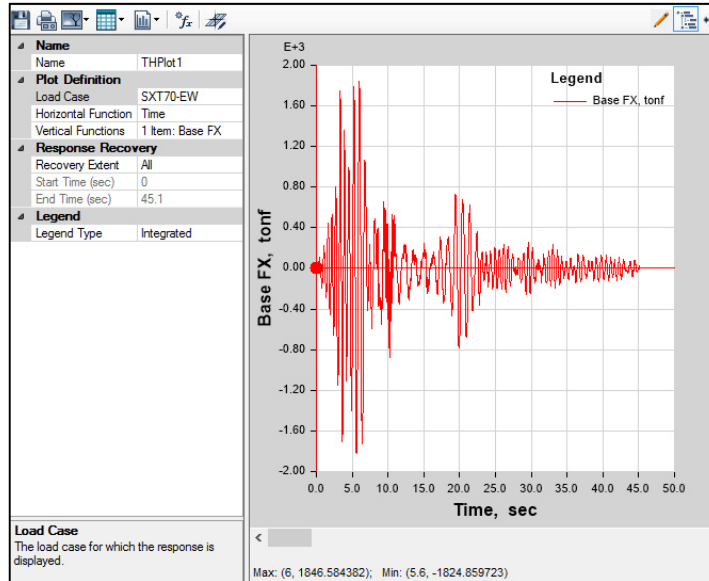 Name
Name THPlot1
Plot Definition
Load Case SXT70-EW
Horizontal Function Time
Vertical Functions 1 Item: Base FX
Response Recovery
Recovery Extent All
Start Time (sec) 0
End Time (sec) 45.1
Legend
Legend Type Integrated
Load Case
The load case for which the response is
displayed.
fx
E+3
2.00
1.60
1.20
0.80
0.40
0.00
-0.40
-0.80
-1.20
-1.60
-2.00
Base FX, tonf
Legend
Base FX, tonf
0.0 5.0 10.0 15.0 20.0 25.0 30.0 35.0 40.0 45.0 50.0
Time, sec
Max: (6, 1846.584382); Min: (5.6, -1824.859723)